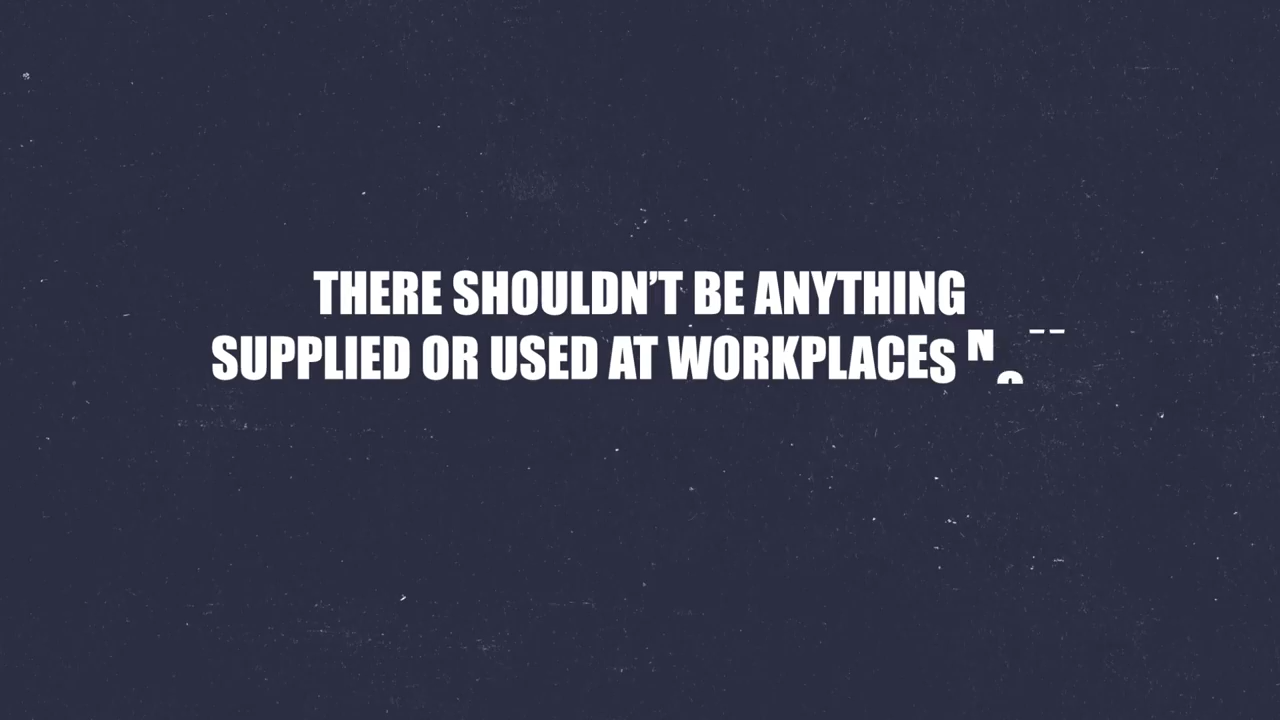 THERE SHOULDN’T BE ANYTHING
SUPPLIED OR USED AT WORKPLACES